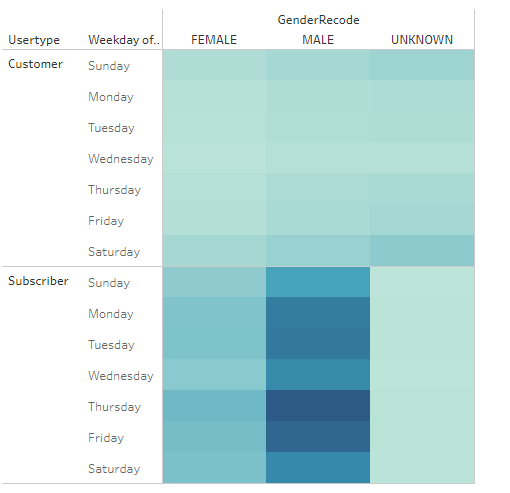 GenderRecode
Usertype Weekday of.. FEMALE MALE UNKNOWN
Customer Sunday
Monday
Tuesday
Wednesday
Thursday
Friday
Saturday
Subscriber Sunday
Monday
Tuesday
Wednesday
Thursday
Friday
Saturday